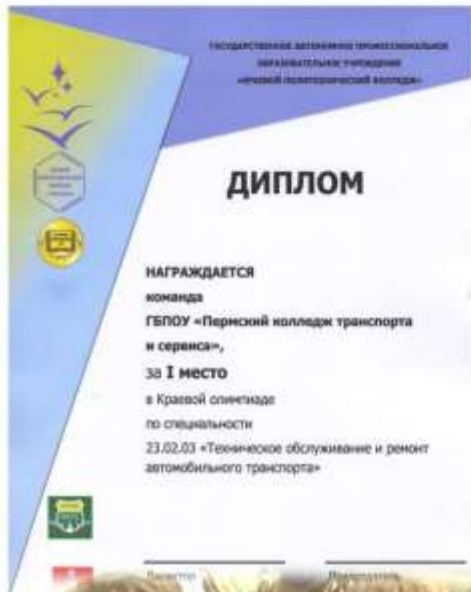 ГОСУДАРСТВЕННОЕ АВТОНОМНОЕ ПРОФЕССИОНАЛЬНОЕ
ОБРАЗОВАТЕЛЬНОЕ УЧРЕЖДЕНИЕ
«КРАЕВОЙ ПОЛИТЕХНИЧЕСКИЙ КОЛЛЕДЖ»
ДИПЛОМ
НАГРАЖДАЕТСЯ
команда
ГБПОУ «Пермский колледж транспорта
и сервиса»,
за I место
в Краевой олимпиаде
по специальности
23.02.03 «Техническое обслуживание и ремонт
автомобильного транспорта»
Председатель